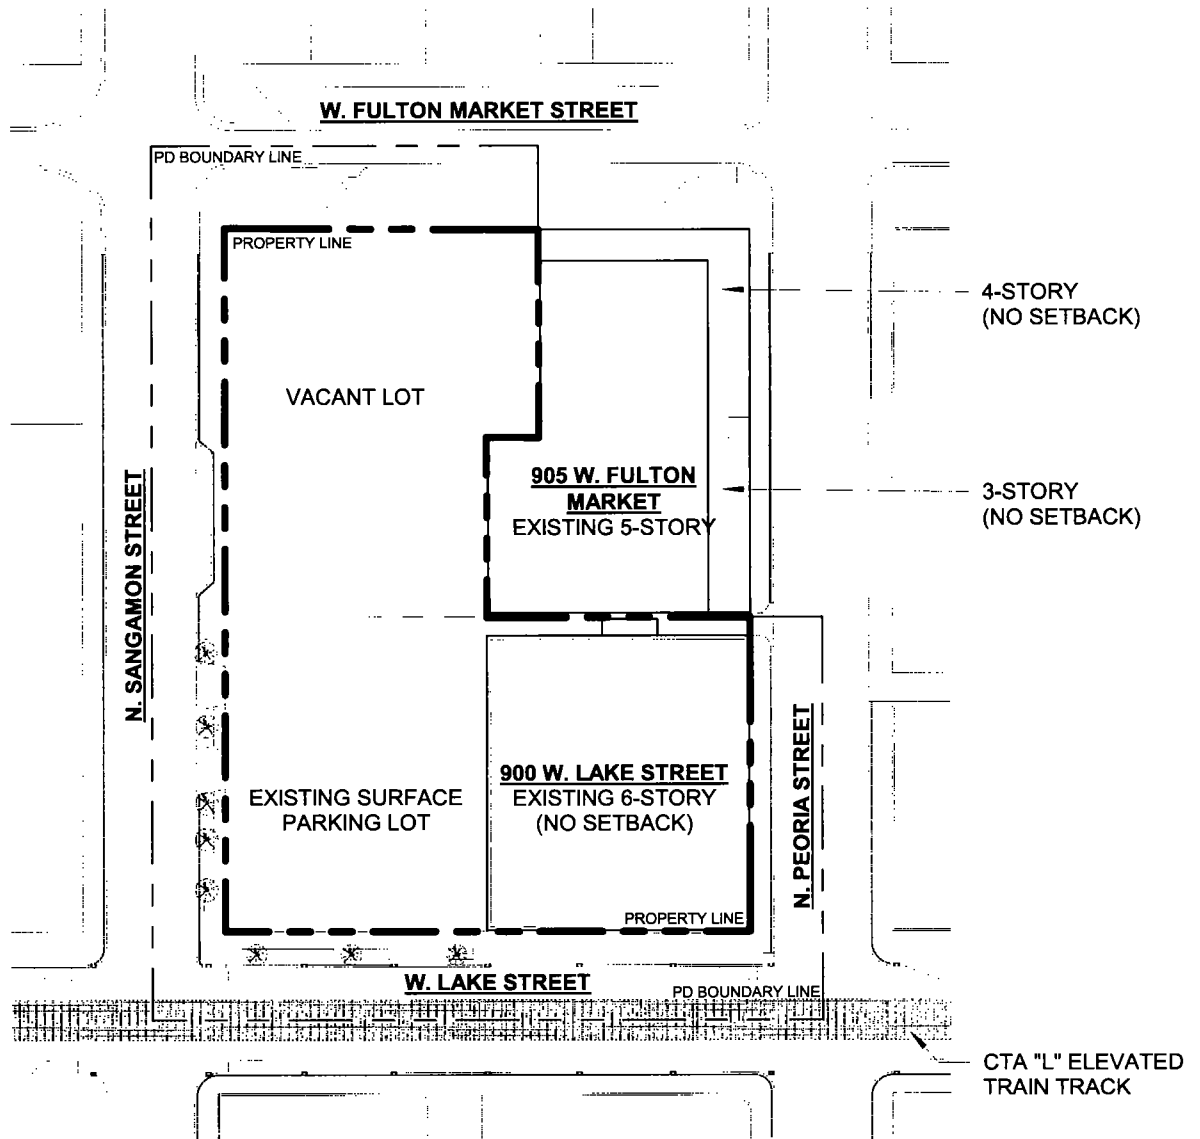 W. FULTON MARKET STREET
PD BOUNDARY LINE
PROPERTY LINE
4-STORY
(NO SETBACK)
VACANT LOT
905 W. FULTON
MARKET
EXISTING 5-STORY
3-STORY
(NO SETBACK)
N. SANGAMON STREET
900 W. LAKE STREET
EXISTING 6-STORY
(NO SETBACK)
EXISTING SURFACE
PARKING LOT
N. PEORIA STREET
PROPERTY LINE
W. LAKE STREET
PD BOUNDARY LINE
CTA "L" ELEVATED
TRAIN TRACK